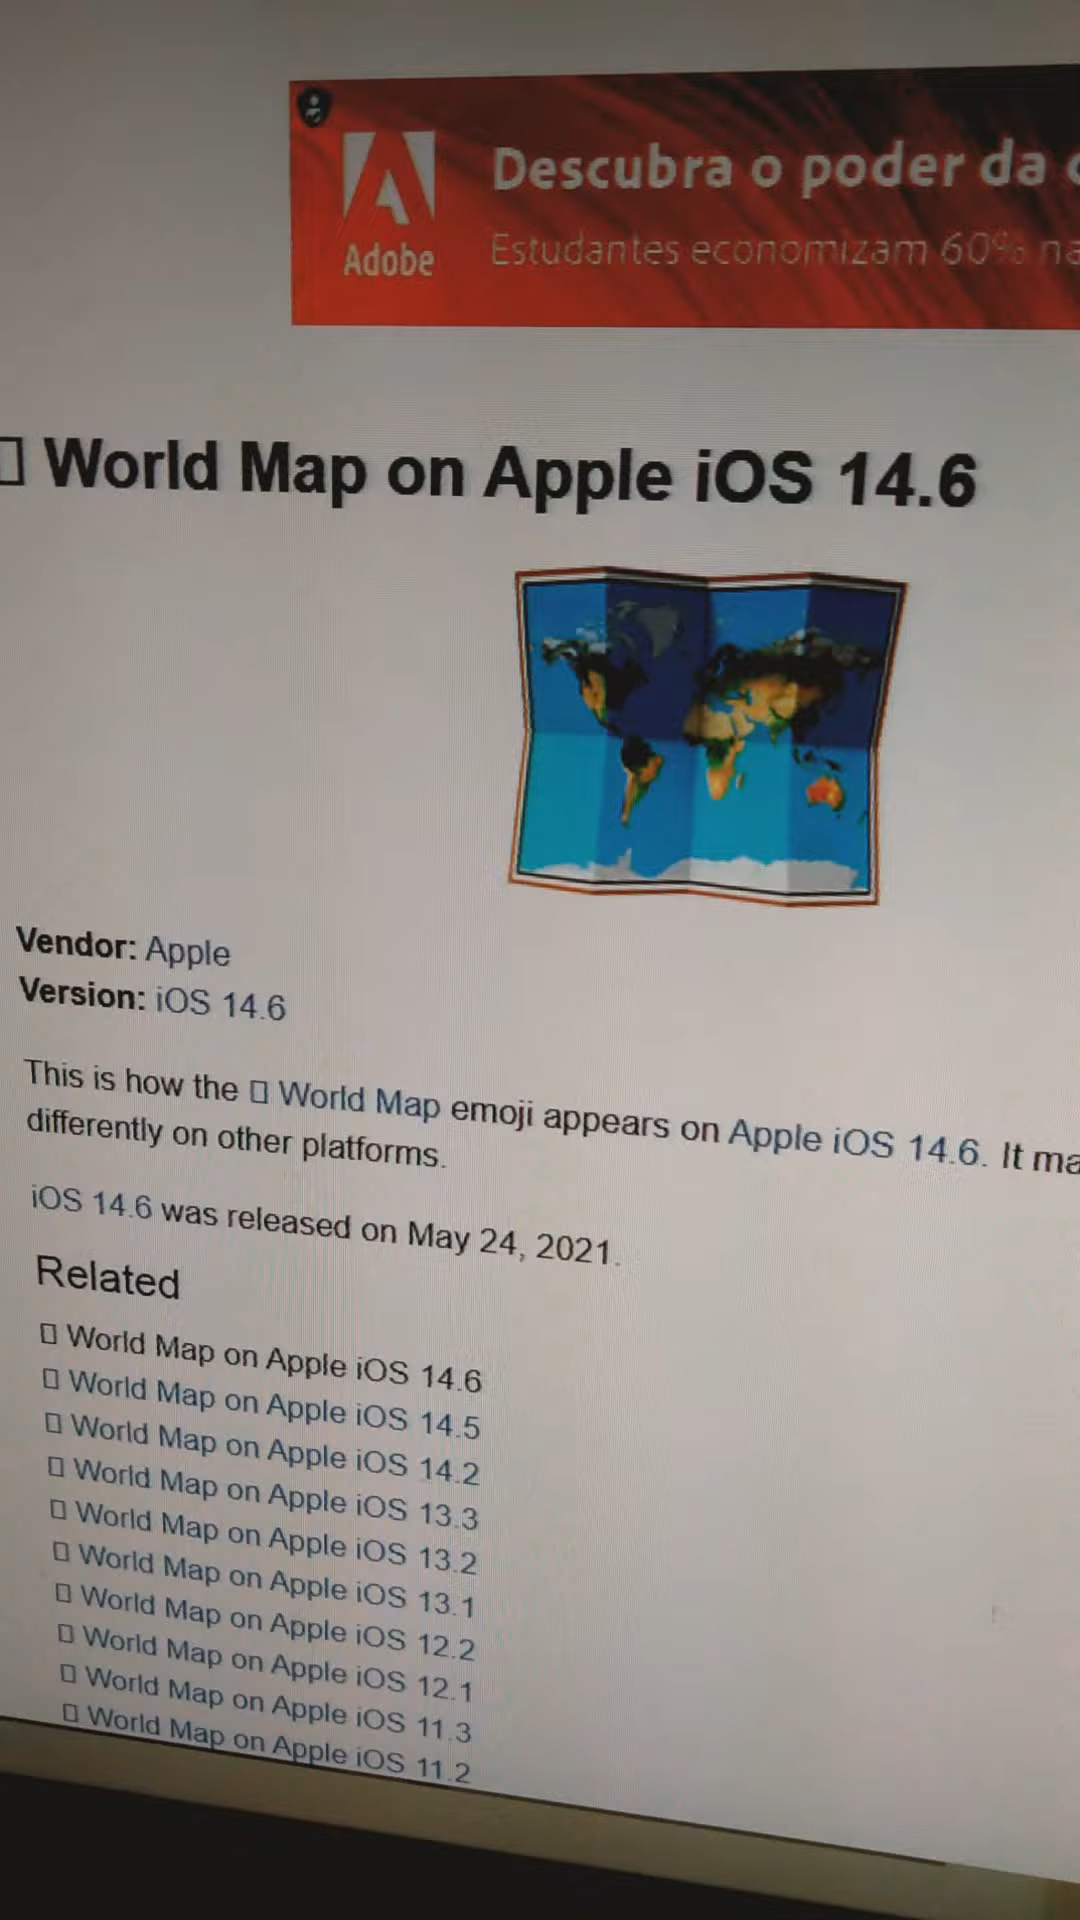 Adobe
Descubra o poder da
Estudantes economizam 60% na
World Map on Apple iOS 14.6
Vendor: Apple
Version: iOS 14.6
This is how the World Map emoji appears on Apple iOS 14.6. It ma
differently on other platforms.
iOS 14.6 was released on May 24, 2021.
Related
World Map on Apple iOS 14.6
World Map on Apple iOS 14.5
World Map on Apple iOS 14.2
World Map on Apple iOS 13.3
World Map on Apple iOS 13.2
World Map on Apple iOS 13.1
World Map on Apple iOS 12.2
World Map on Apple iOS 12.1
World Map on Apple iOS 11.3
World Map on Apple iOS 11.2